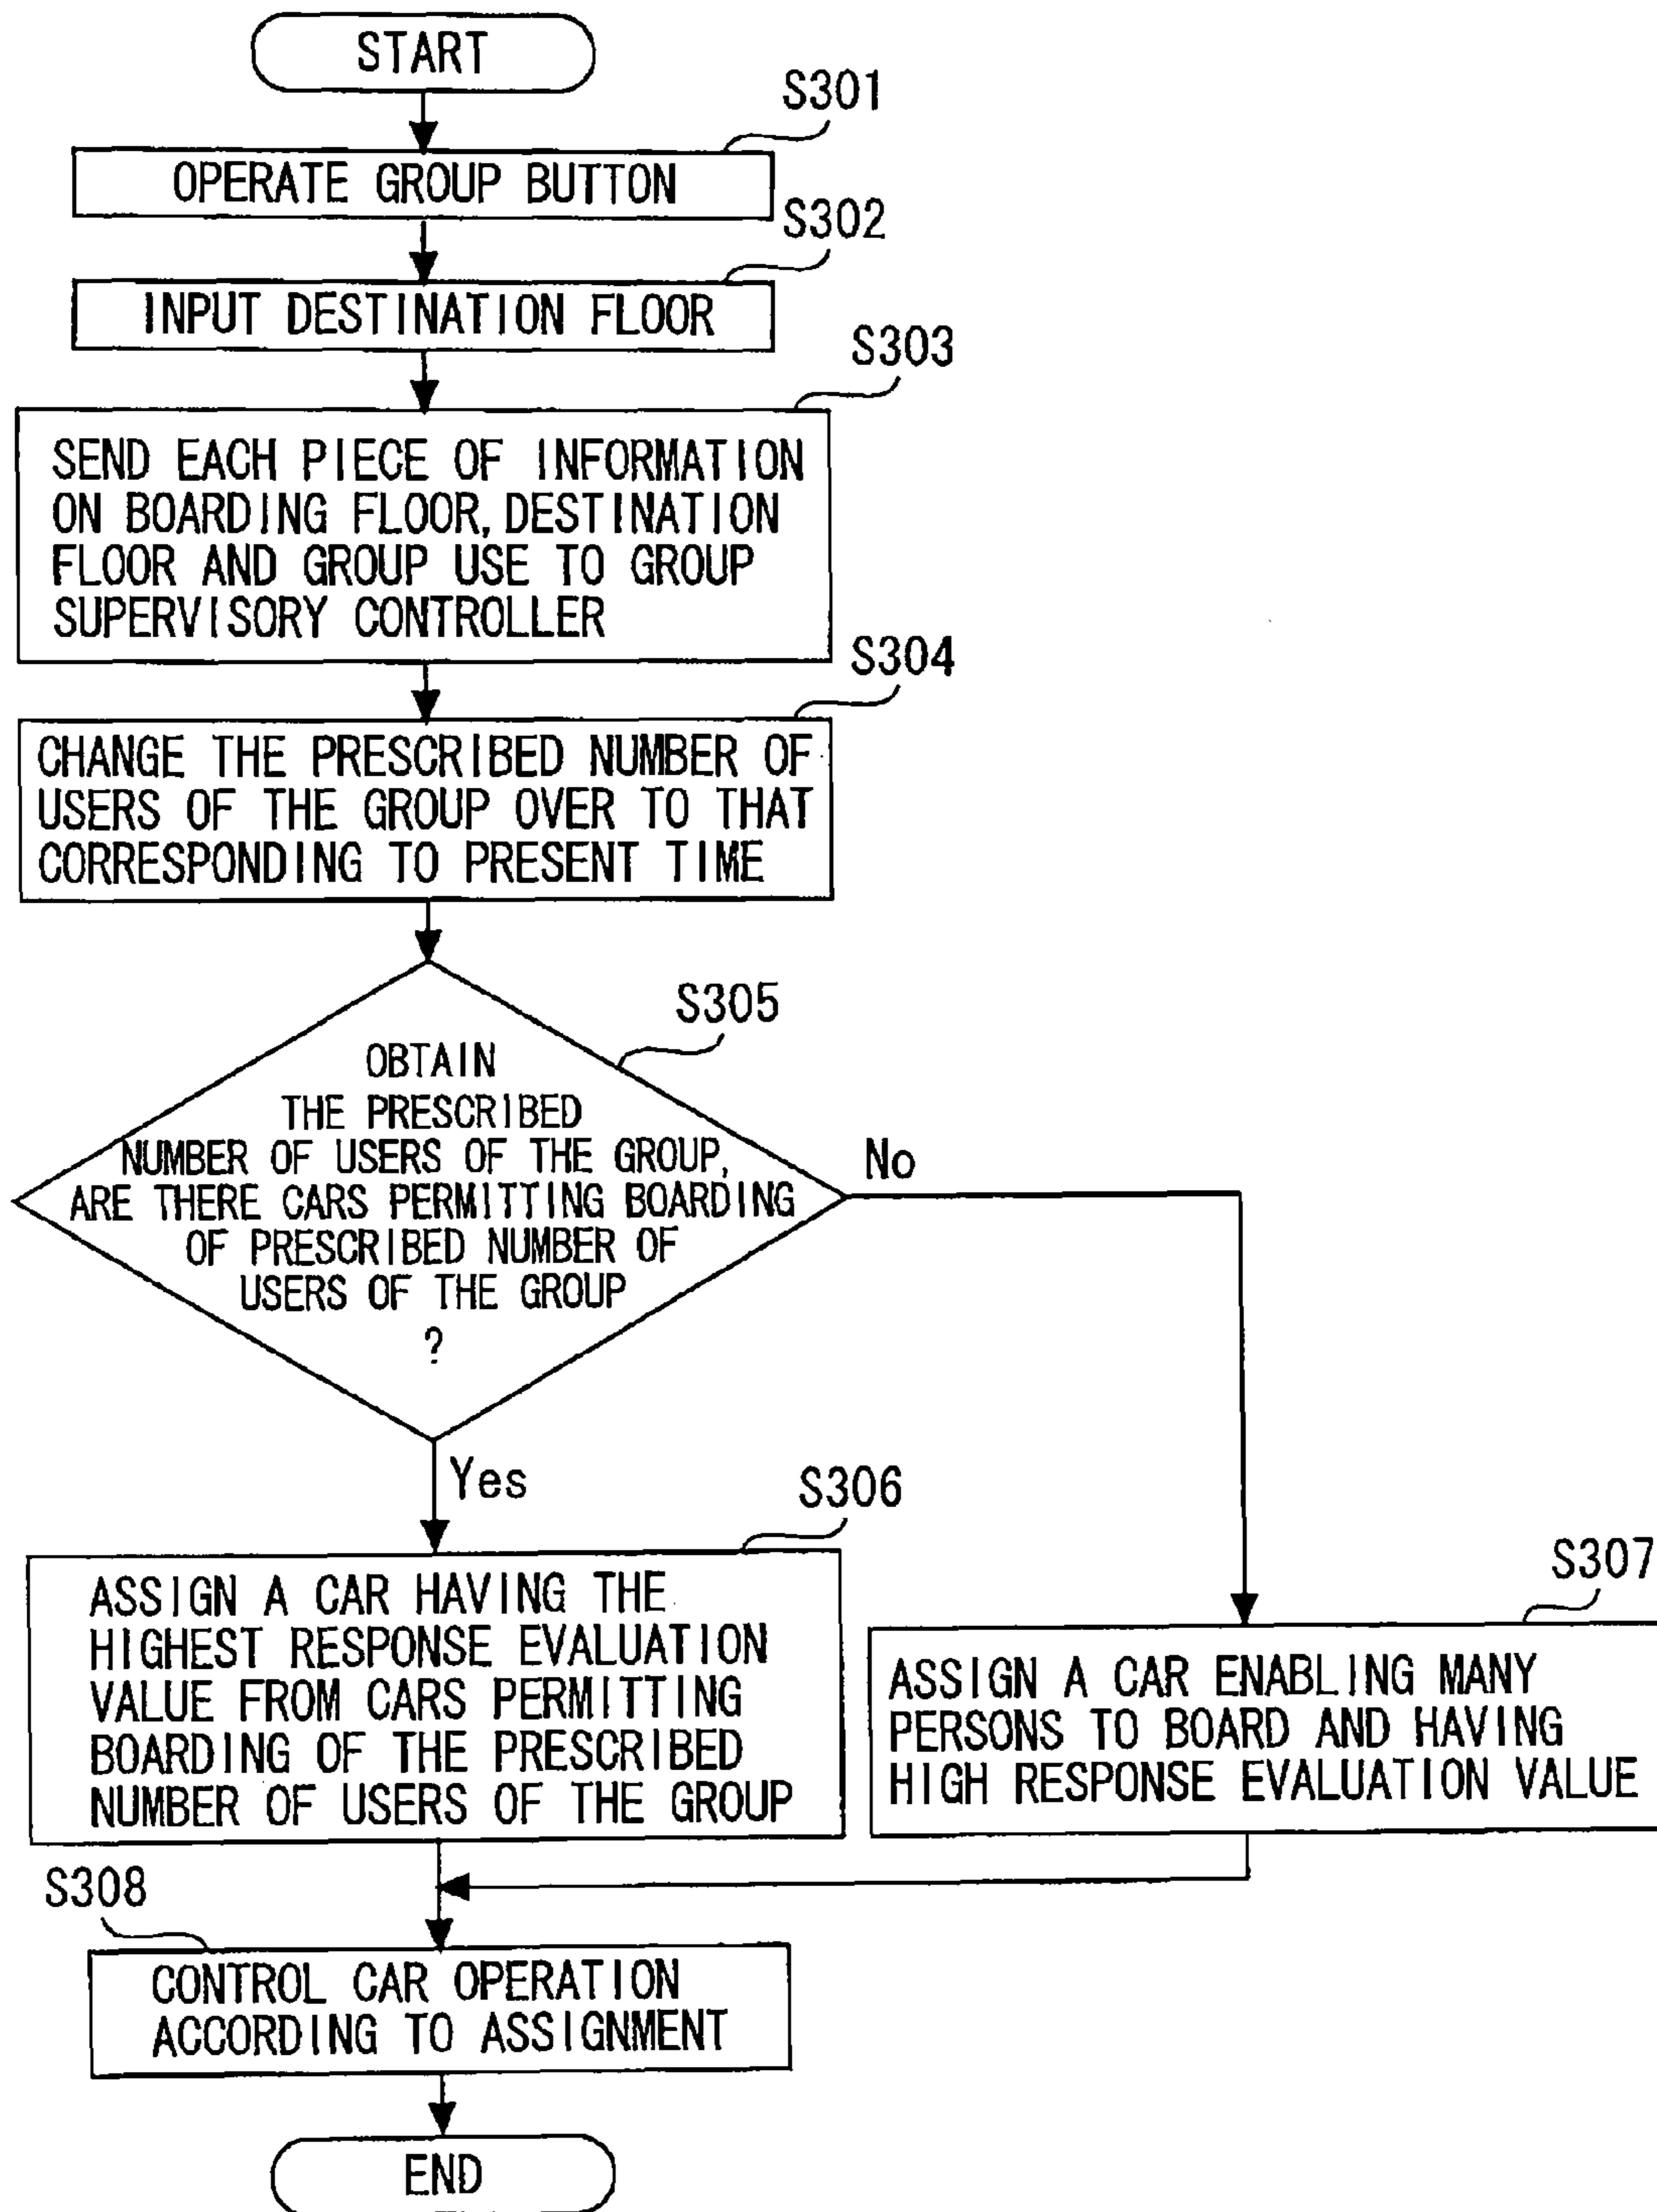 START
S301
OPERATE GROUP BUTTON
S302
INPUT DESTINATION FLOOR
S303
SEND EACH PIECE OF INFORMATION
ON BOARDING FLOOR, DESTINATION
FLOOR AND GROUP USE TO GROUP
SUPERVISORY CONTROLLER
S304
CHANGE THE PRESCRIBED NUMBER OF
USERS OF THE GROUP OVER TO THAT
CORRESPONDING TO PRESENT TIME
S305
OBTAIN
THE PRESCRIBED
NUMBER OF USERS OF THE GROUP,
ARE THERE CARS PERMITTING BOARDING
OF PRESCRIBED NUMBER OF
USERS OF THE GROUP
?
No
Yes
S306
ASSIGN A CAR HAVING THE
HIGHEST RESPONSE EVALUATION
VALUE FROM CARS PERMITTING
BOARDING OF THE PRESCRIBED
NUMBER OF USERS OF THE GROUP
S307
ASSIGN A CAR ENABLING MANY
PERSONS TO BOARD AND HAVING
HIGH RESPONSE EVALUATION VALUE
S308
CONTROL CAR OPERATION
ACCORDING TO ASSIGNMENT
END